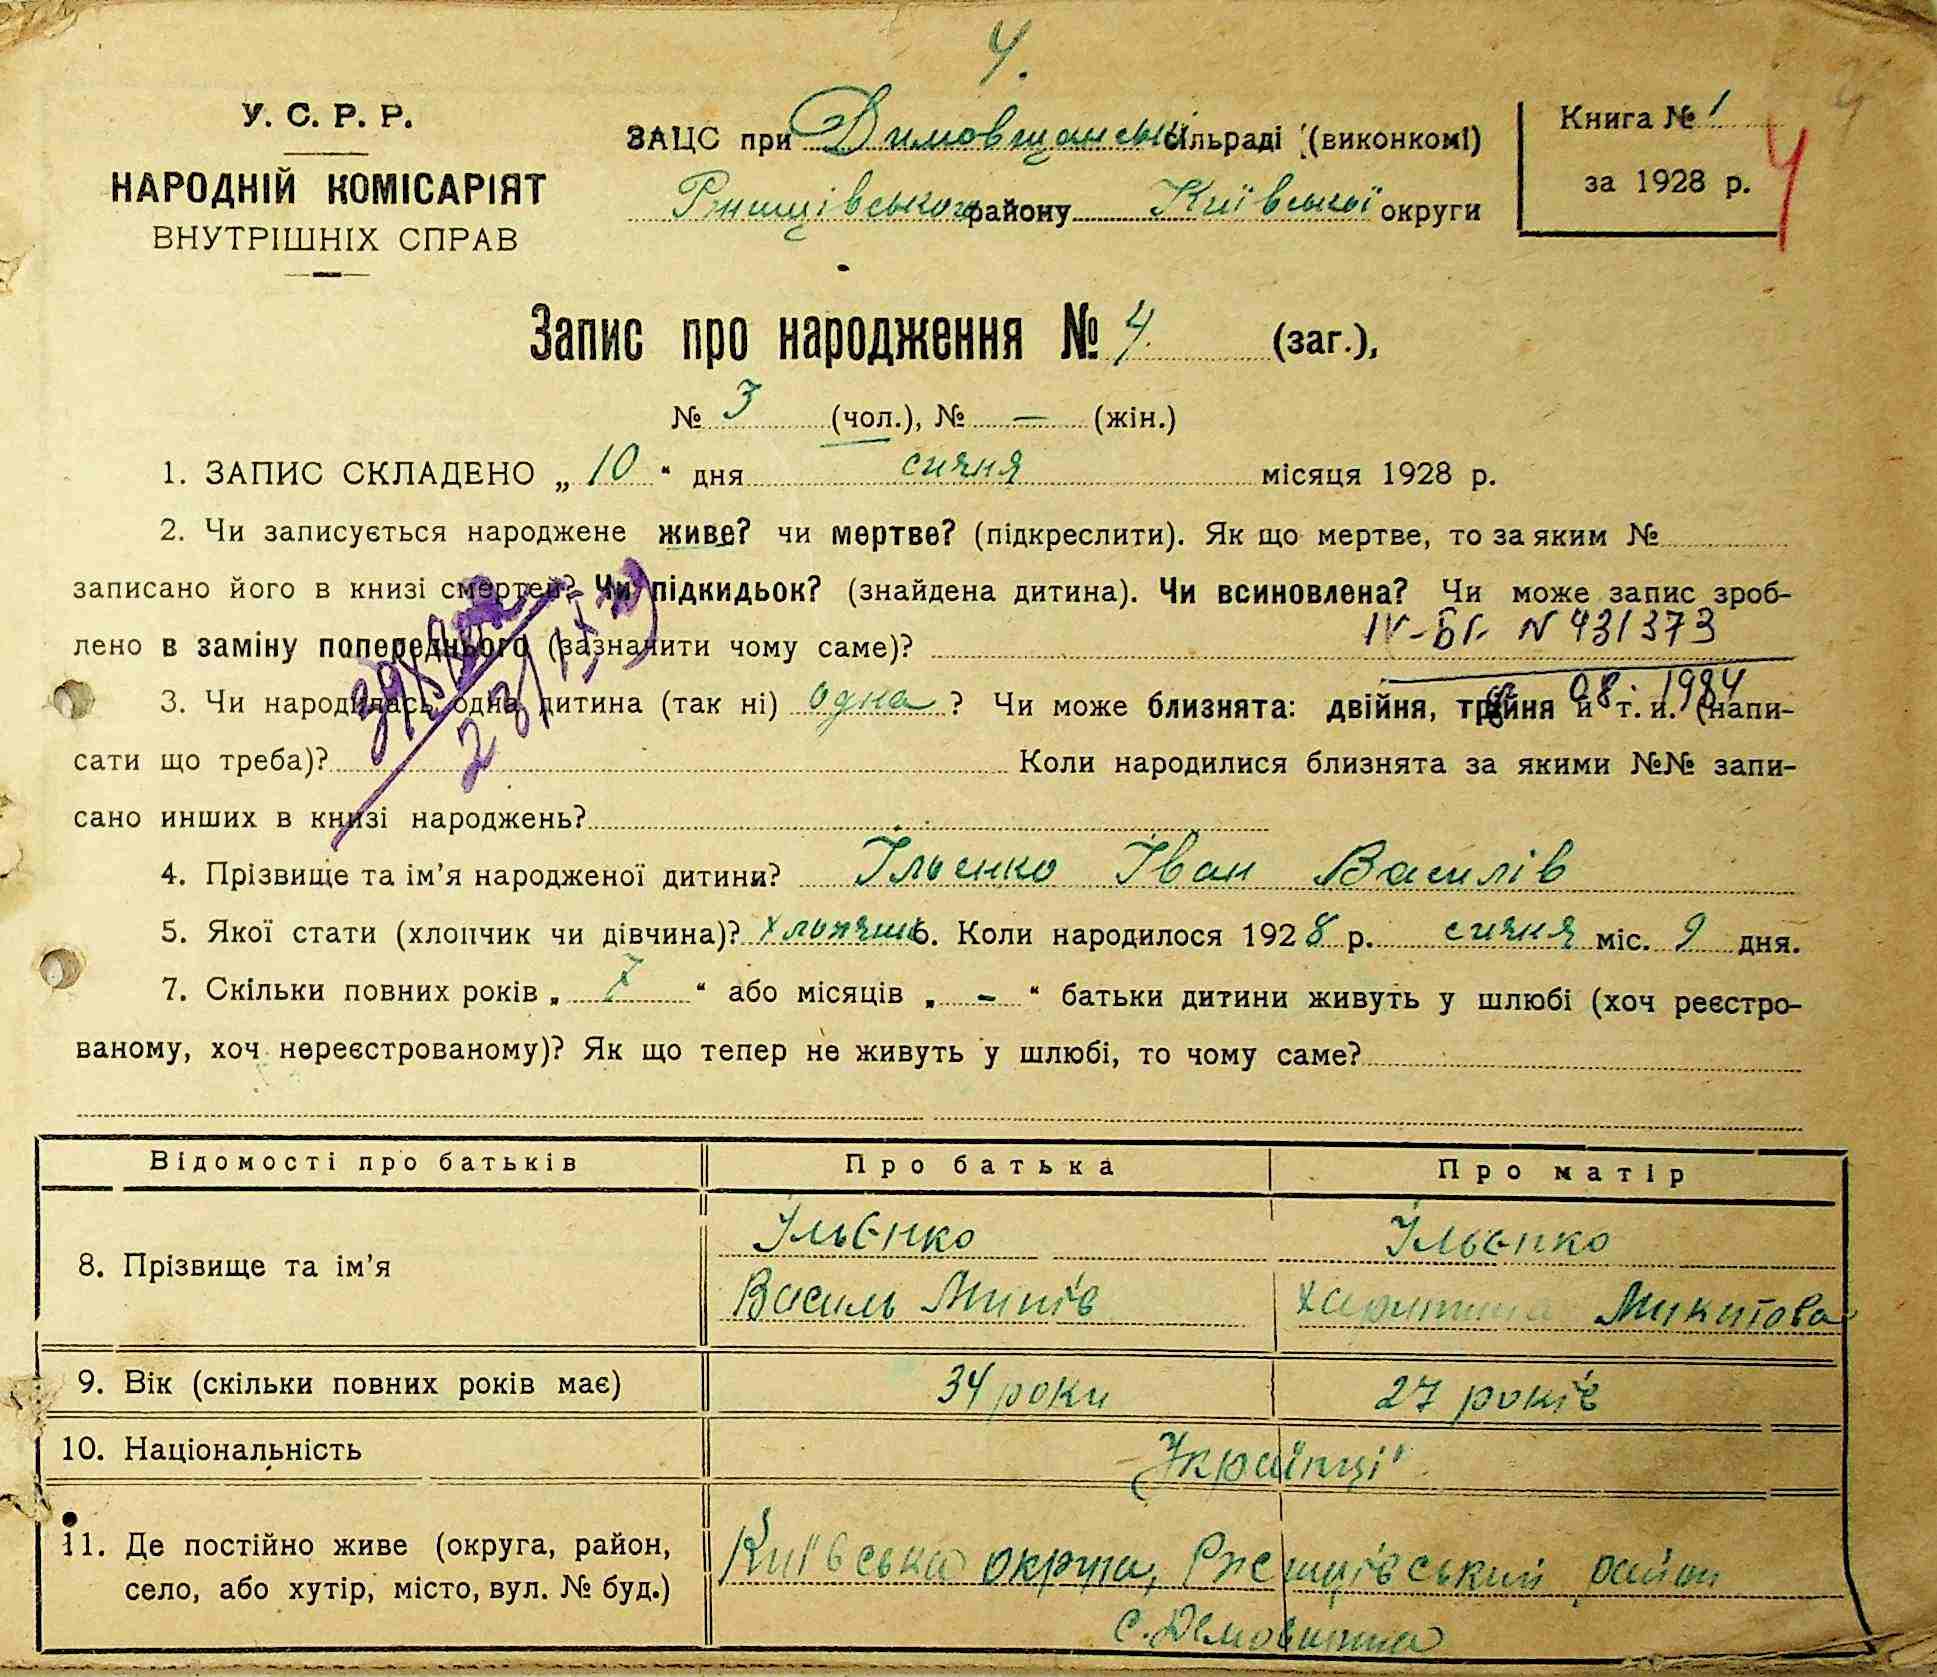 4.
У. С. Р. Р.
НАРОДНІЙ КОМІСАРІЯТ
ВНУТРІШНІХ СПРАВ
ЗАЦС при Димовщанські сільраді (виконкомі)
Ржищівського району Київської округи
Книга № 1
за 1928 р.
4
Запис про народження № 4. (заг.),
№ 3 (чол.), № — (жін.)
1. ЗАПИС СКЛАДЕНО „ 10 “ дня січня місяця 1928 р.
2. Чи записується народжене живе? чи мертве? (підкреслити). Як що мертве, то за яким №
записано його в книзі смертей? Чи підкидьок? (знайдена дитина). Чи всиновлена? Чи може запис зроб-
лено в заміну попереднього (зазначити чому саме)? IV-БГ N 431373
3. Чи народилась одна дитина (так ні) одна ? Чи може близнята: двійня, трійня и т. и. (напи-
08. 1984
сати що треба)? Коли народилися близнята за якими №№ запи-
сано инших в книзі народжень?
4. Прізвище та ім’я народженої дитини? Ільєнко Іван Василів
5. Якої стати (хлопчик чи дівчина)? хлопчик 6. Коли народилося 1928 р. січня міс. 9 дня.
7. Скільки повних років „ 7 “ або місяців „ - “ батьки дитини живуть у шлюбі (хоч реєстро-
ваному, хоч нереєстрованому)? Як що тепер не живуть у шлюбі, то чому саме?
Відомості про батьків Про батька Про матір
8. Прізвище та ім’я Ільєнко Ільєнко
Василь Микитова
9. Вік (скільки повних років має) 34 роки 27 років
10. Національність Українці
11. Де постійно живе (округа, район,
село, або хутір, місто, вул. № буд.)
Київська округа, Ржищівський район
с. Демовщина